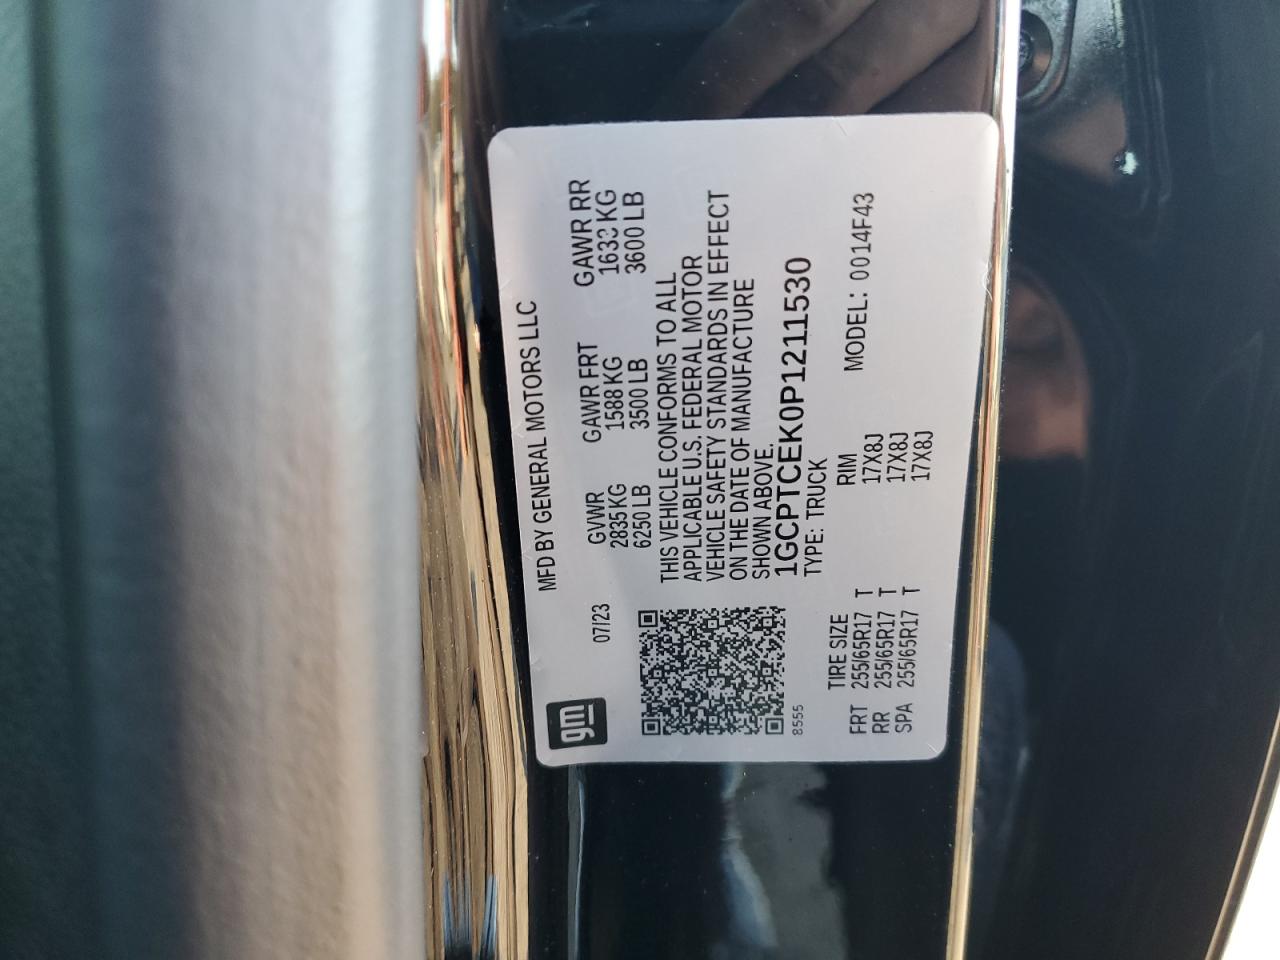 gm
07/23
MFD BY GENERAL MOTORS LLC
GVWR GAWR FRT GAWR RR
2835 KG 1588 KG 1633 KG
6250 LB 3500 LB 3600 LB
THIS VEHICLE CONFORMS TO ALL
APPLICABLE U.S. FEDERAL MOTOR
VEHICLE SAFETY STANDARDS IN EFFECT
ON THE DATE OF MANUFACTURE
SHOWN ABOVE.
1GCPTCEK0P1211530
TYPE: TRUCK
8555
TIRE SIZE RIM MODEL: 0014F43
FRT 255/65R17 T 17X8J
RR 255/65R17 T 17X8J
SPA 255/65R17 T 17X8J